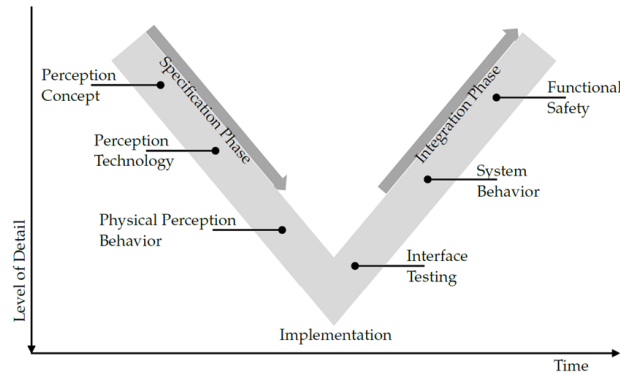 Perception
Concept
Specification Phase
Perception
Technology
Physical Perception
Behavior
Integration Phase
Functional
Safety
System
Behavior
Interface
Testing
Implementation
Level of Detail
Time